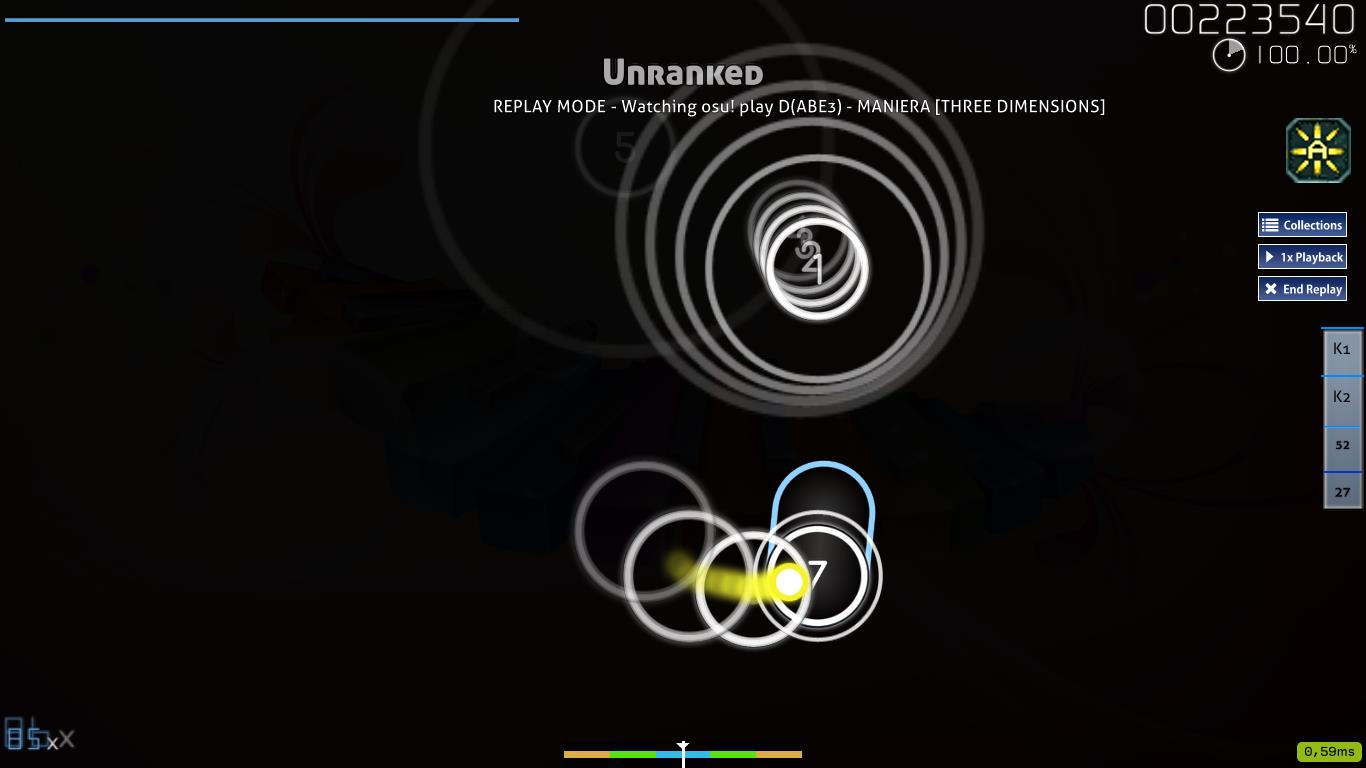 00223540
100.00%
Unranked
REPLAY MODE - Watching osu! play D(ABE3) - MANIERA [THREE DIMENSIONS]
5
A
Collections
3
2
1
1x Playback
End Replay
K1
K2
52
27
7
85x
0,59ms